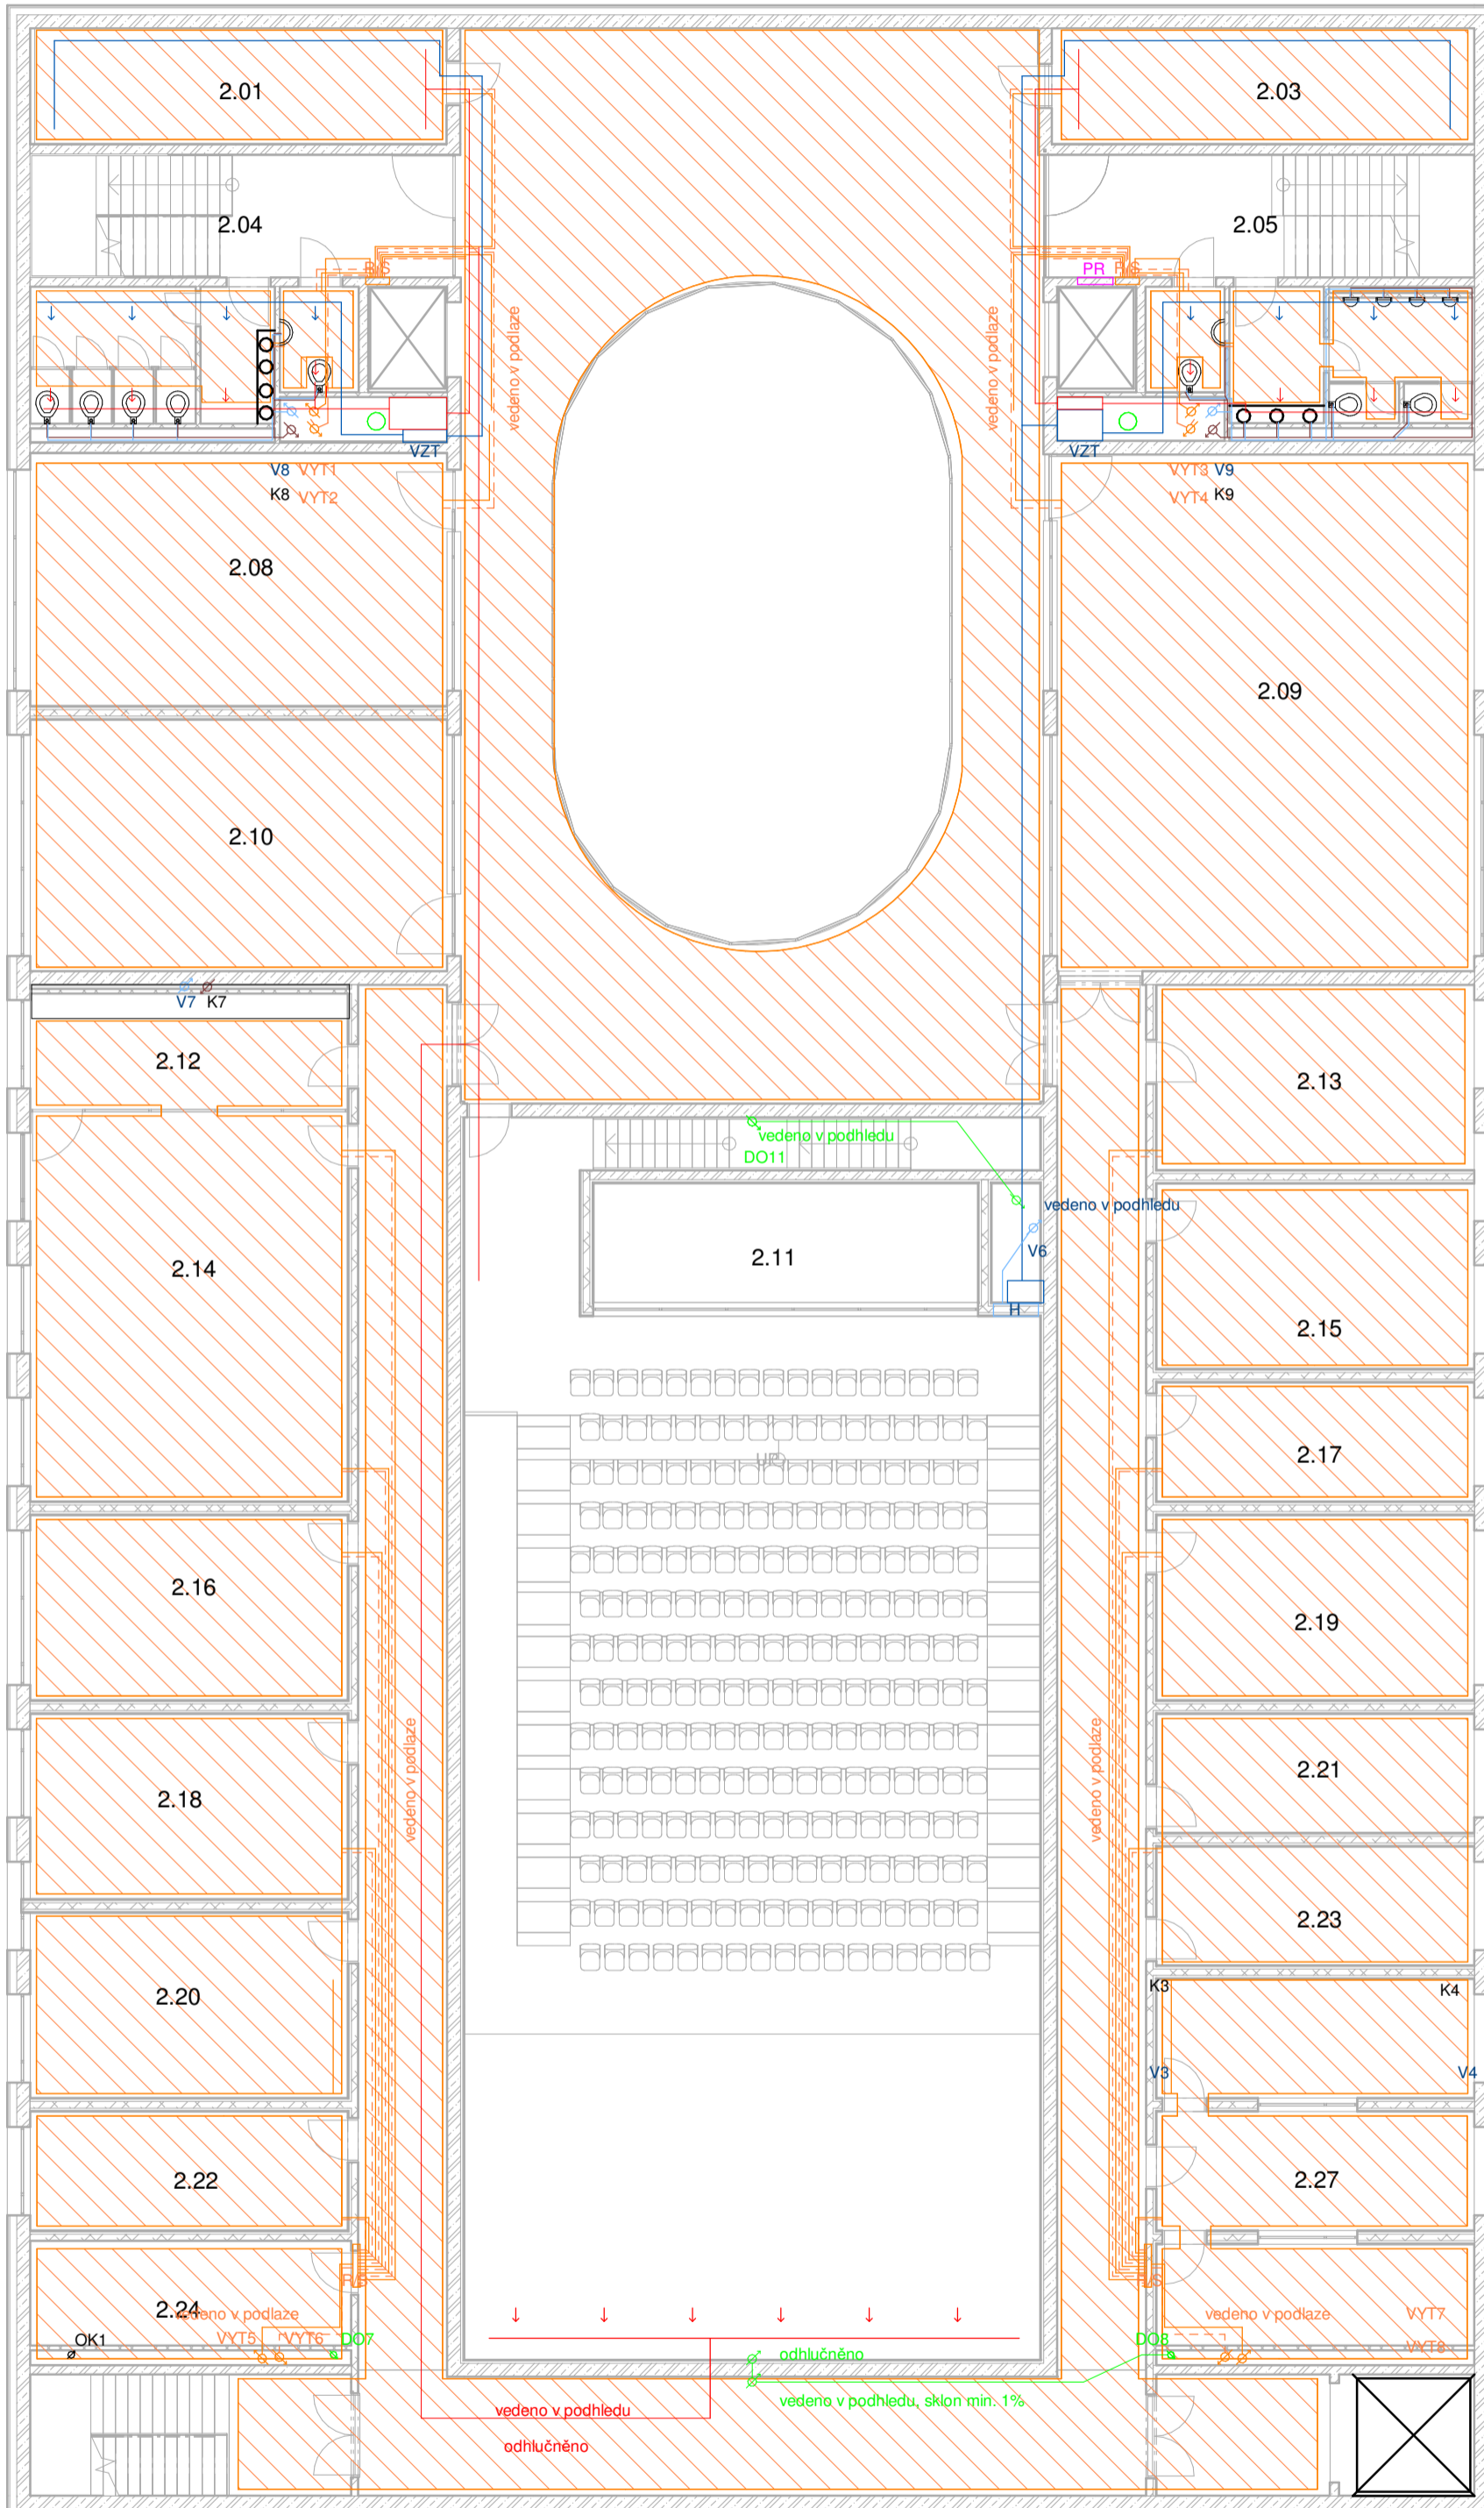 2.01
2.03
2.04
2.05
R/S
PR
R/S
vedeno v podlaze
vedeno v podlaze
VZT
VZT
V8 VYT1
K8 VYT2
VYT3 V9
VYT4 K9
2.08
2.09
2.10
V7 K7
2.12
2.13
vedeno v podhledu
DO11
vedeno v podhledu
V6
H
2.11
2.14
2.15
2.17
2.16
2.19
vedeno v podlaze
vedeno v podlaze
2.18
2.21
2.23
2.20
K3
K4
V3
V4
2.22
2.27
R/S
R/S
2.24
vedeno v podlaze
VYT5 VYT6 DO7
OK1
vedeno v podlaze
VYT7
DO8
VYT8
odhlučněno
vedeno v podhledu, sklon min. 1%
vedeno v podhledu
odhlučněno